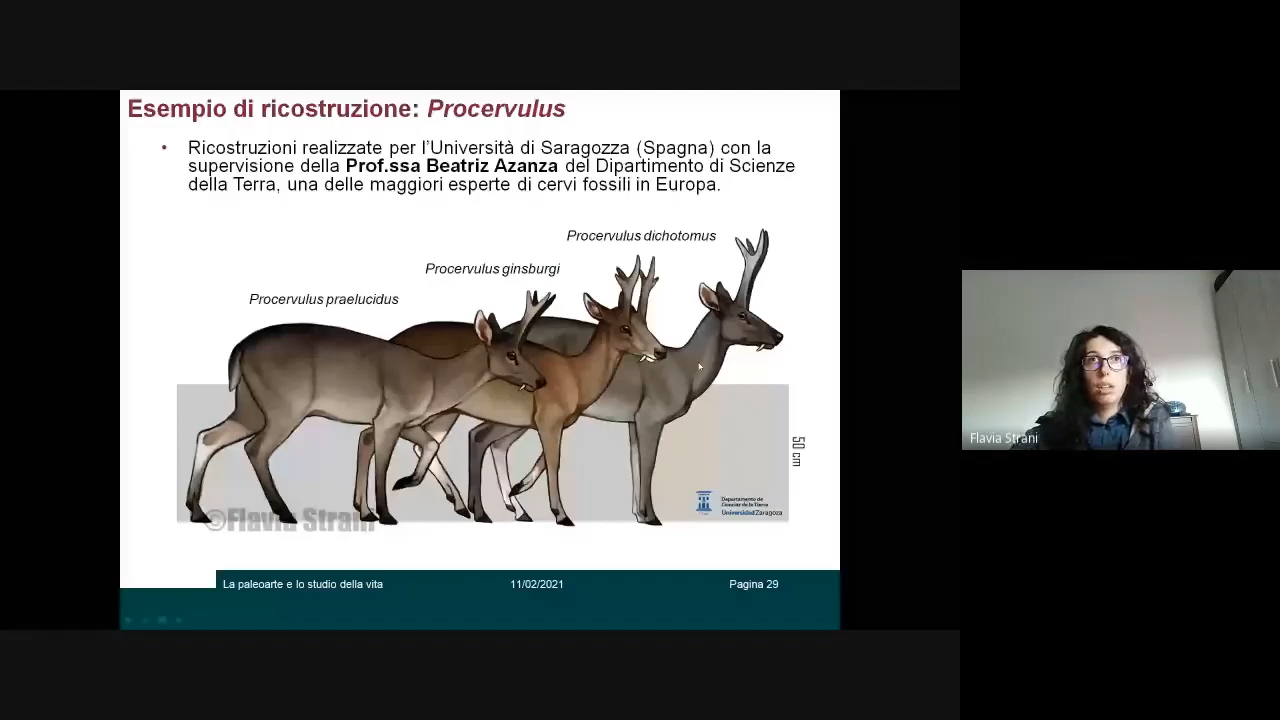 Esempio di ricostruzione: Procervulus
• Ricostruzioni realizzate per l'Università di Saragozza (Spagna) con la
supervisione della Prof.ssa Beatriz Azanza del Dipartimento di Scienze
della Terra, una delle maggiori esperte di cervi fossili in Europa.
Procervulus dichotomus
Procervulus ginsburgi
Procervulus praelucidus
50 cm
Departamento de
Ciencias de la Tierra
Universidad Zaragoza
©Flavia Strani
La paleoarte e lo studio della vita
11/02/2021
Pagina 29
Flavia Strani